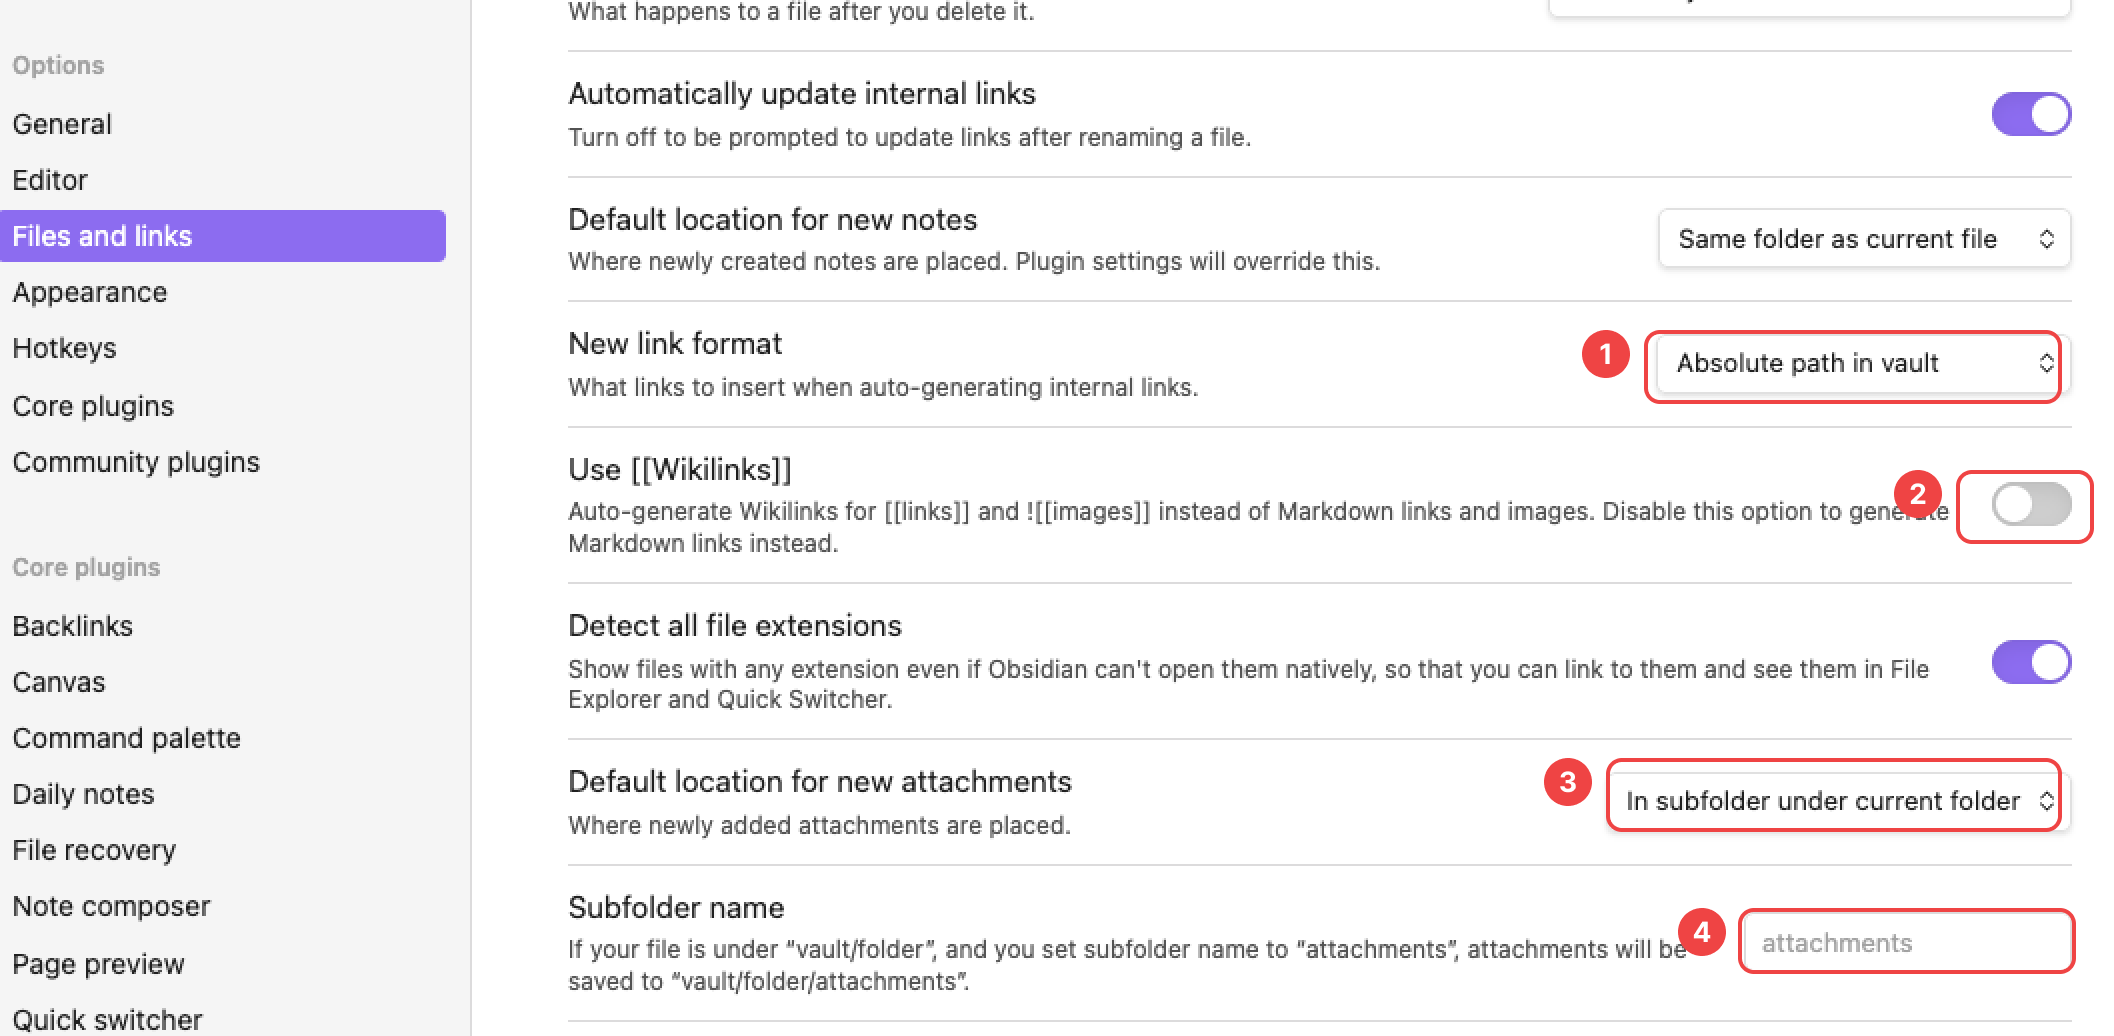 What happens to a file after you delete it.
Options
General
Editor
Files and links
Appearance
Hotkeys
Core plugins
Community plugins
Core plugins
Backlinks
Canvas
Command palette
Daily notes
File recovery
Note composer
Page preview
Quick switcher
Automatically update internal links
Turn off to be prompted to update links after renaming a file.
Default location for new notes
Where newly created notes are placed. Plugin settings will override this.
Same folder as current file
New link format
What links to insert when auto-generating internal links.
1
Absolute path in vault
Use [[Wikilinks]]
Auto-generate Wikilinks for [[links]] and ![[images]] instead of Markdown links and images. Disable this option to generate
Markdown links instead.
2
Detect all file extensions
Show files with any extension even if Obsidian can't open them natively, so that you can link to them and see them in File
Explorer and Quick Switcher.
Default location for new attachments
Where newly added attachments are placed.
3
In subfolder under current folder
Subfolder name
If your file is under “vault/folder”, and you set subfolder name to “attachments”, attachments will be
saved to “vault/folder/attachments”.
4
attachments